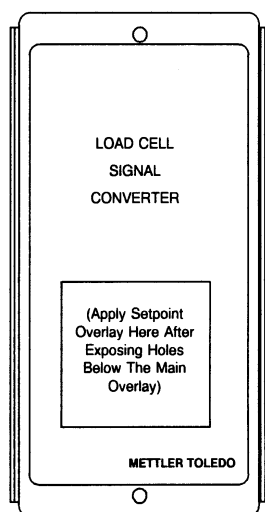 LOAD CELL
SIGNAL
CONVERTER
(Apply Setpoint
Overlay Here After
Exposing Holes
Below The Main
Overlay)
METTLER TOLEDO